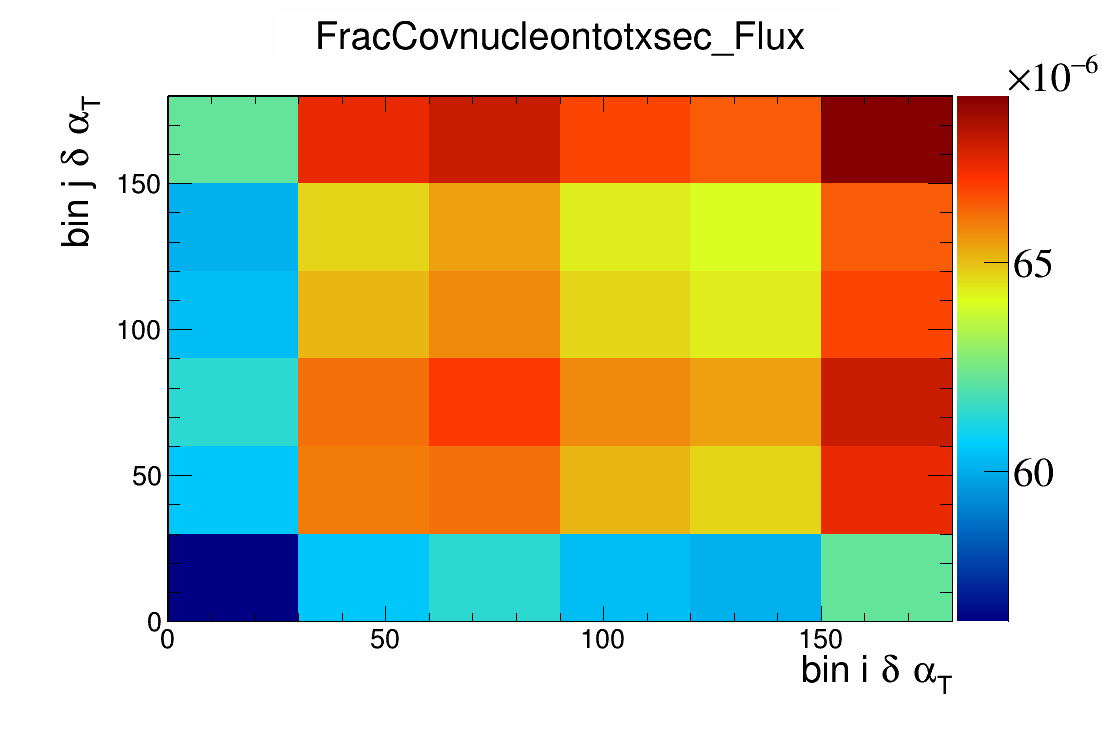 FracCovnucleontotxsec_Flux
×10⁻⁶
bin j δ α_T
150
100
50
0
65
60
0 50 100 150
bin i δ α_T